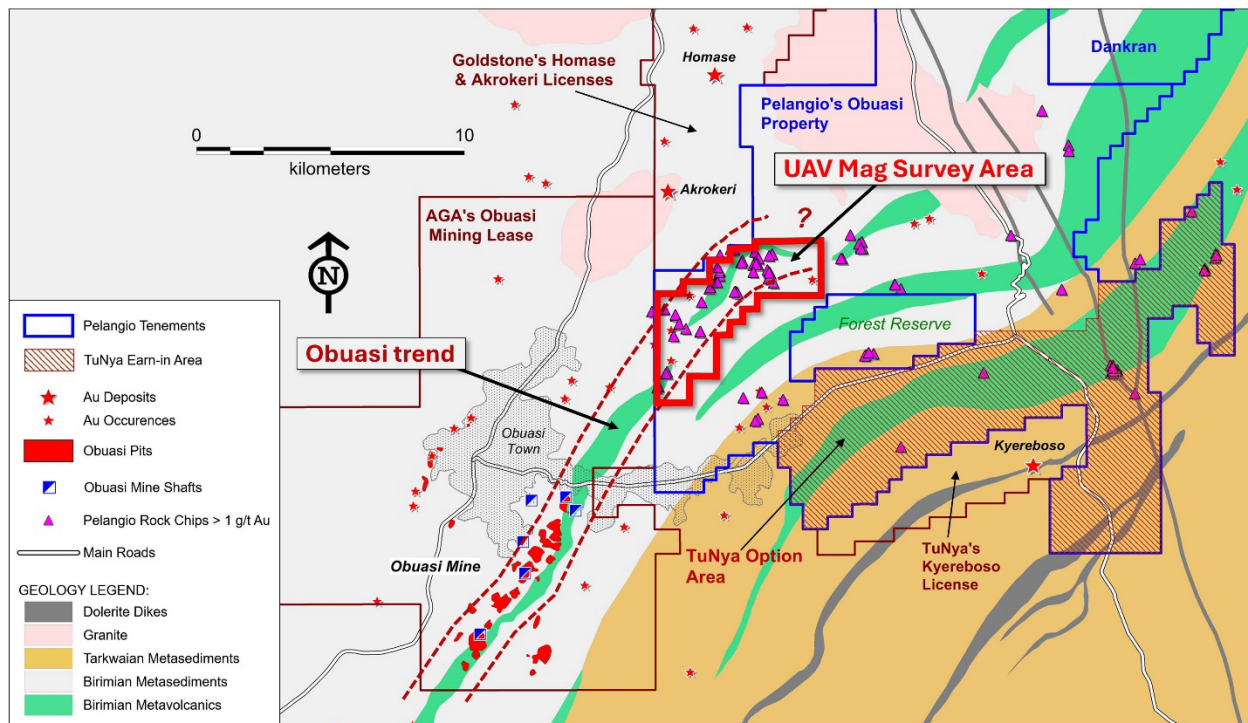 Goldstone's Homase
& Akrokeri Licenses
Homase
Dankran
Pelangio's Obuasi
Property
0
10
kilometers
UAV Mag Survey Area
Akrokeri
AGA's Obuasi
Mining Lease
?
N
Forest Reserve
Obuasi trend
Obuasi
Town
Kyereboso
Obuasi Mine
TuNya Option
Area
TuNya's
Kyereboso
License
Pelangio Tenements
TuNya Earn-in Area
Au Deposits
Au Occurences
Obuasi Pits
Obuasi Mine Shafts
Pelangio Rock Chips > 1 g/t Au
Main Roads
GEOLOGY LEGEND:
Dolerite Dikes
Granite
Tarkwaian Metasediments
Birimian Metasediments
Birimian Metavolcanics